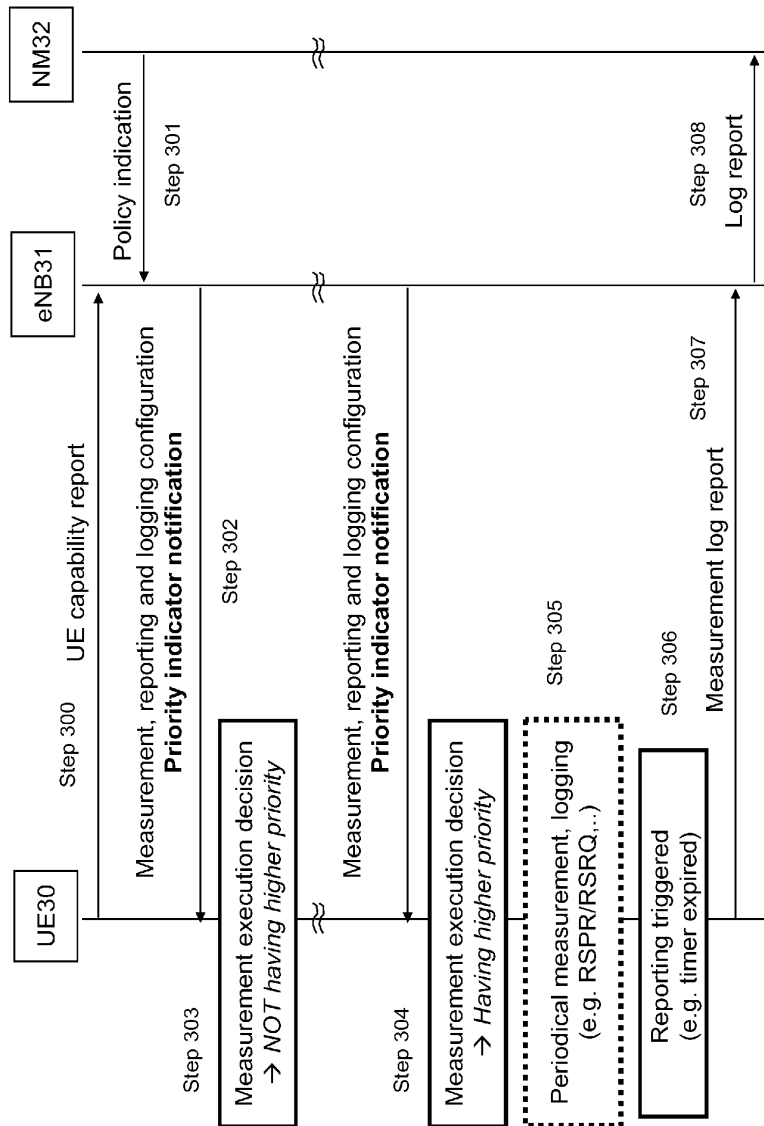 UE30
eNB31
NM32
Step 300
UE capability report
Policy indication
Step 301
Measurement, reporting and logging configuration
Priority indicator notification
Step 302
Step 303
Measurement execution decision
→ NOT having higher priority
Measurement, reporting and logging configuration
Priority indicator notification
Step 304
Measurement execution decision
→ Having higher priority
Step 305
Periodical measurement, logging
(e.g. RSPR/RSRQ,..)
Step 306
Reporting triggered
(e.g. timer expired)
Measurement log report
Step 307
Step 308
Log report